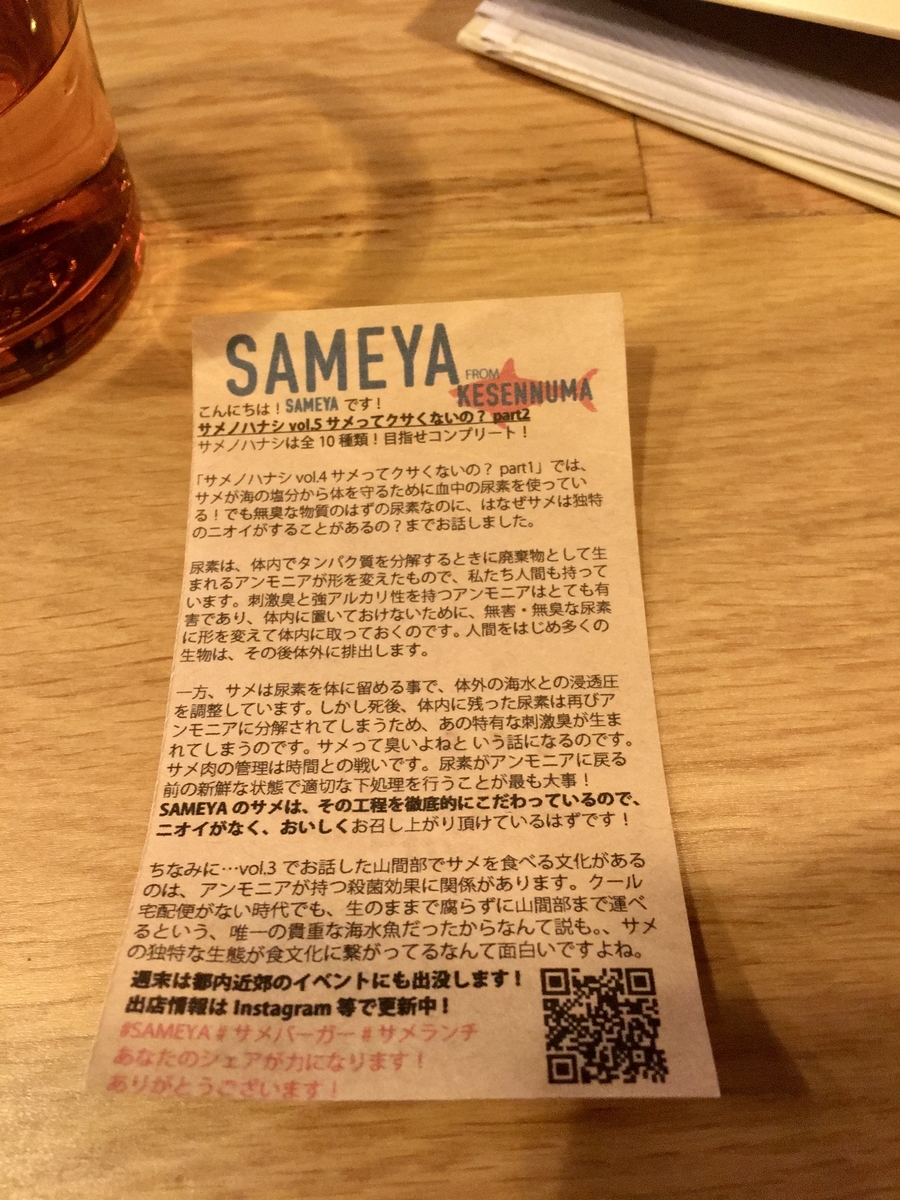 SAMEYA
FROM
KESENNUMA
こんにちは！SAMEYA です！
サメノハナシ vol.5 サメってクサくないの？ part2
サメノハナシは全 10 種類！目指せコンプリート！
「サメノハナシ vol.4 サメってクサくないの？ part1」では、
サメが海の塩分から体を守るために血中の尿素を使ってい
る！でも無臭な物質のはずの尿素なのに、はなぜサメは独特
のニオイがすることがあるの？までお話しました。
尿素は、体内でタンパク質を分解するときに廃棄物として生
まれるアンモニアが形を変えたもので、私たち人間も持って
います。刺激臭と強アルカリ性を持つアンモニアはとても有
害であり、体内に置いておけないために、無害・無臭な尿素
に形を変えて体内に取っておくのです。人間をはじめ多くの
生物は、その後体外に排出します。
一方、サメは尿素を体に留める事で、体外の海水との浸透圧
を調整しています。しかし死後、体内に残った尿素は再びア
ンモニアに分解されてしまうため、あの特有な刺激臭が生ま
れてしまうのです。サメって臭いよねと いう話になるのです。
サメ肉の管理は時間との戦いです。尿素がアンモニアに戻る
前の新鮮な状態で適切な下処理を行うことが最も大事！
SAMEYA のサメは、その工程を徹底的にこだわっているので、
ニオイがなく、おいしくお召し上がり頂けているはずです！
ちなみに…vol.3 でお話した山間部でサメを食べる文化がある
のは、アンモニアが持つ殺菌効果に関係があります。クール
宅配便がない時代でも、生のままで腐らずに山間部まで運べ
るという、唯一の貴重な海水魚だったからなんて説も。、サメ
の独特な生態が食文化に繋がってるなんて面白いですよね。
週末は都内近郊のイベントにも出没します！
出店情報は Instagram 等で更新中！
#SAMEYA # サメバーガー # サメランチ
あなたのシェアが力になります！
ありがとうございます！